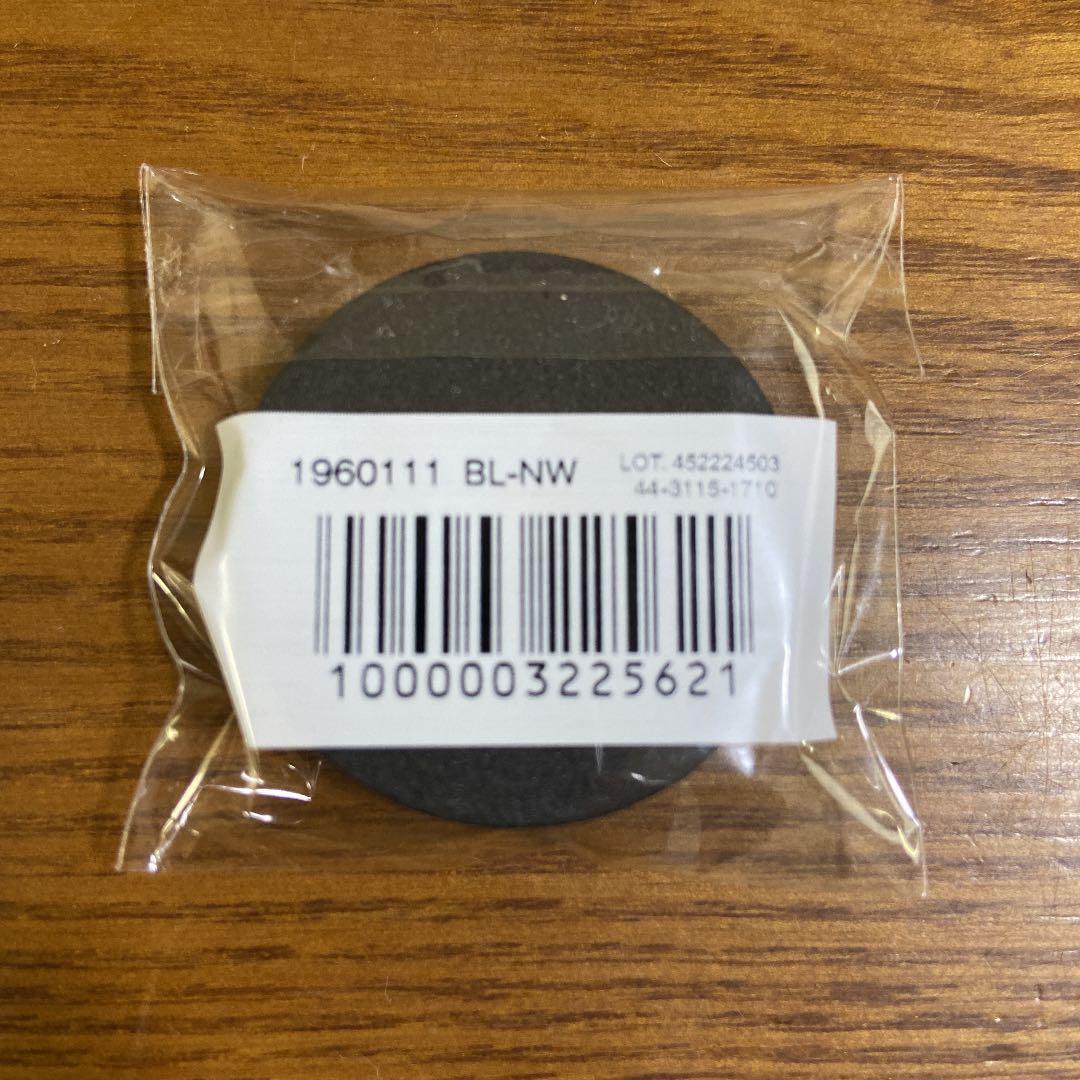 1960111 BL-NW
LOT. 452224503
44-3115-1710
1000003225621